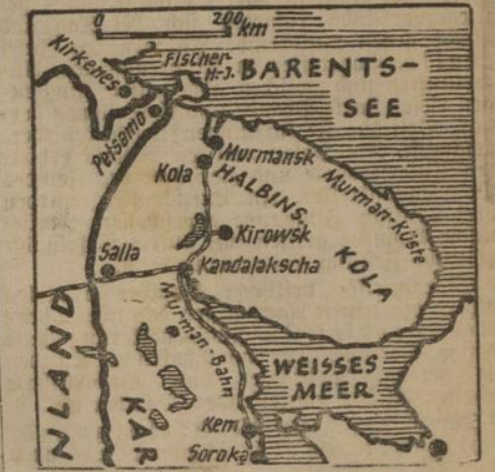 0 200 km
Kirkenes
Fischer-
H.-J.
BARENTS-
SEE
Petsamo
Murmansk
Kola
HALBINS.
KOLA
Murman-Küste
Kirowsk
Salla
Kandalakscha
Murman-Bahn
NLAND
KAR
WEISSES
MEER
Kem
Soroka